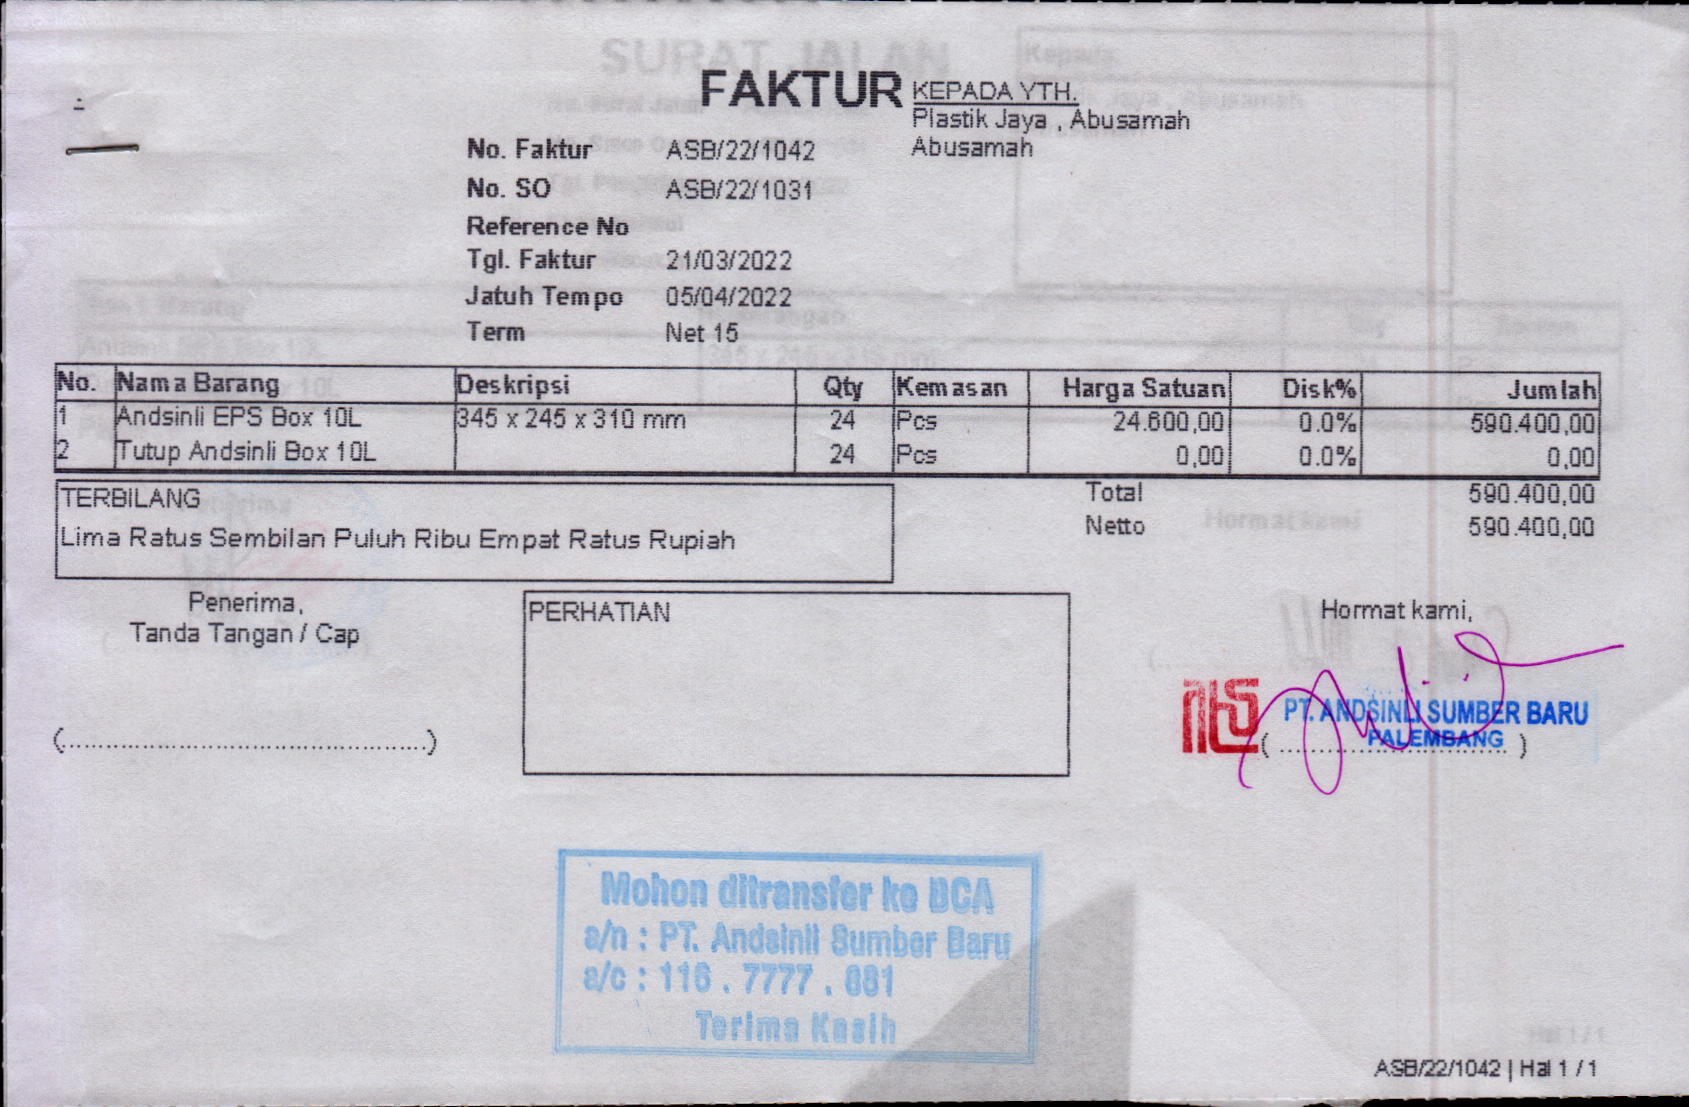 FAKTUR
KEPADA YTH.
Plastik Jaya , Abusamah
Abusamah
No. Faktur ASB/22/1042
No. SO ASB/22/1031
Reference No
Tgl. Faktur 21/03/2022
Jatuh Tempo 05/04/2022
Term Net 15
No. Nama Barang Deskripsi Qty Kemasan Harga Satuan Disk% Jumlah
1 Andsinli EPS Box 10L 345 x 245 x 310 mm 24 Pcs 24.600,00 0.0% 590.400,00
2 Tutup Andsinli Box 10L 24 Pcs 0,00 0.0% 0,00
TERBILANG
Lima Ratus Sembilan Puluh Ribu Empat Ratus Rupiah
Total 590.400,00
Netto 590.400,00
Penerima,
Tanda Tangan / Cap
(................................................)
PERHATIAN
Hormat kami,
PT. ANDSINLI SUMBER BARU
PALEMBANG
Mohon ditransfer ke BCA
a/n : PT. Andsinli Sumber Baru
a/c : 116 . 7777 . 881
Terima Kasih
ASB/22/1042 | Hal 1 / 1